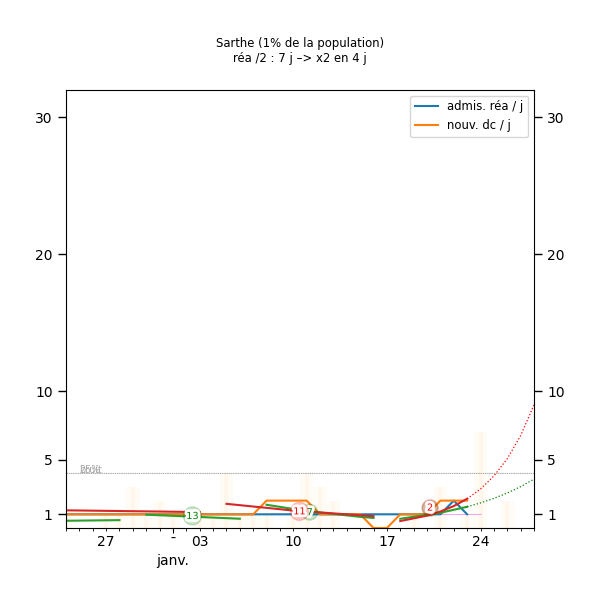 Sarthe (1% de la population)
réa /2 : 7 j –> x2 en 4 j
admis. réa / j
nouv. dc / j
30 30
20 20
10 10
5 5
25%
13
11
7
2
1 1
27 - 03 10 17 24
janv.